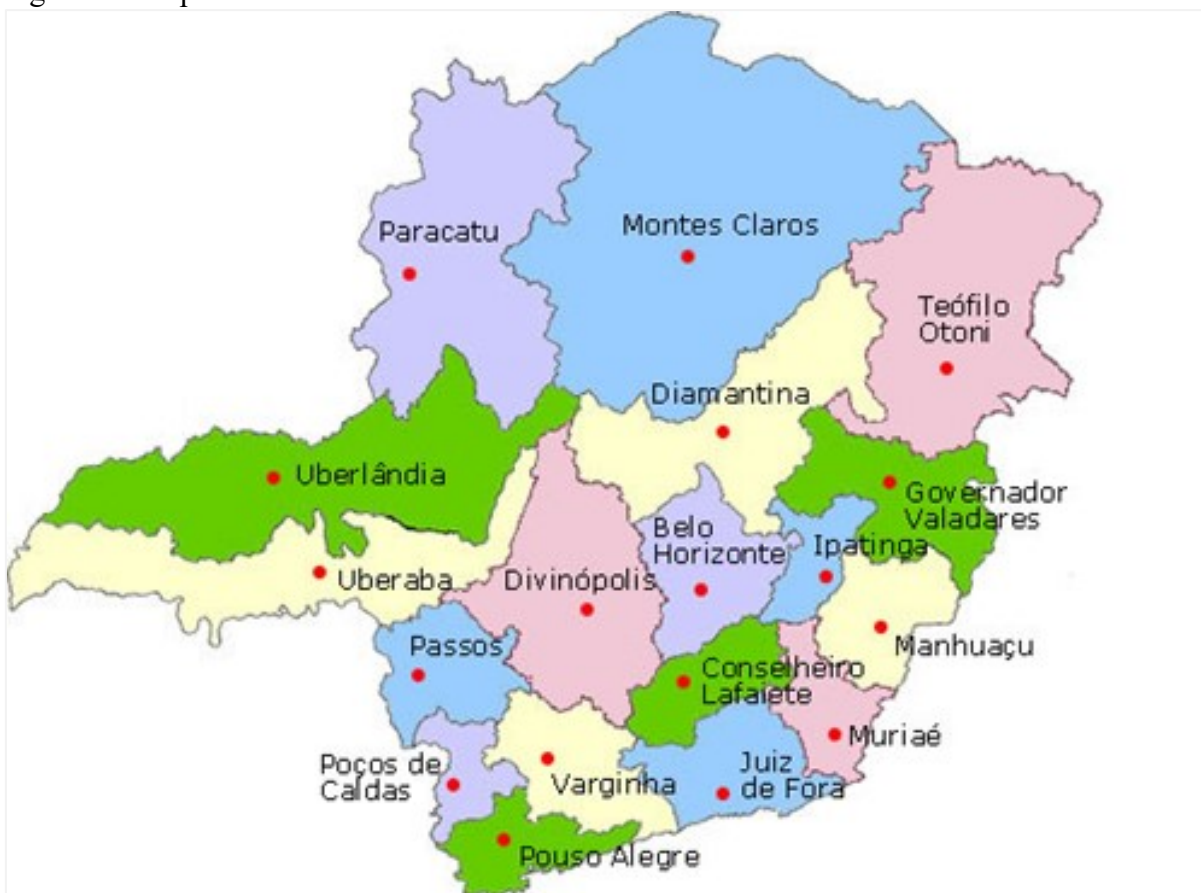 Paracatu
Montes Claros
Teófilo
Otoni
Diamantina
Uberlândia
Governador
Valadares
Belo
Horizonte
Ipatinga
Uberaba
Divinópolis
Passos
Manhuaçu
Conselheiro
Lafaiete
Muriaé
Poços de
Caldas
Varginha
Juiz
de Fora
Pouso Alegre